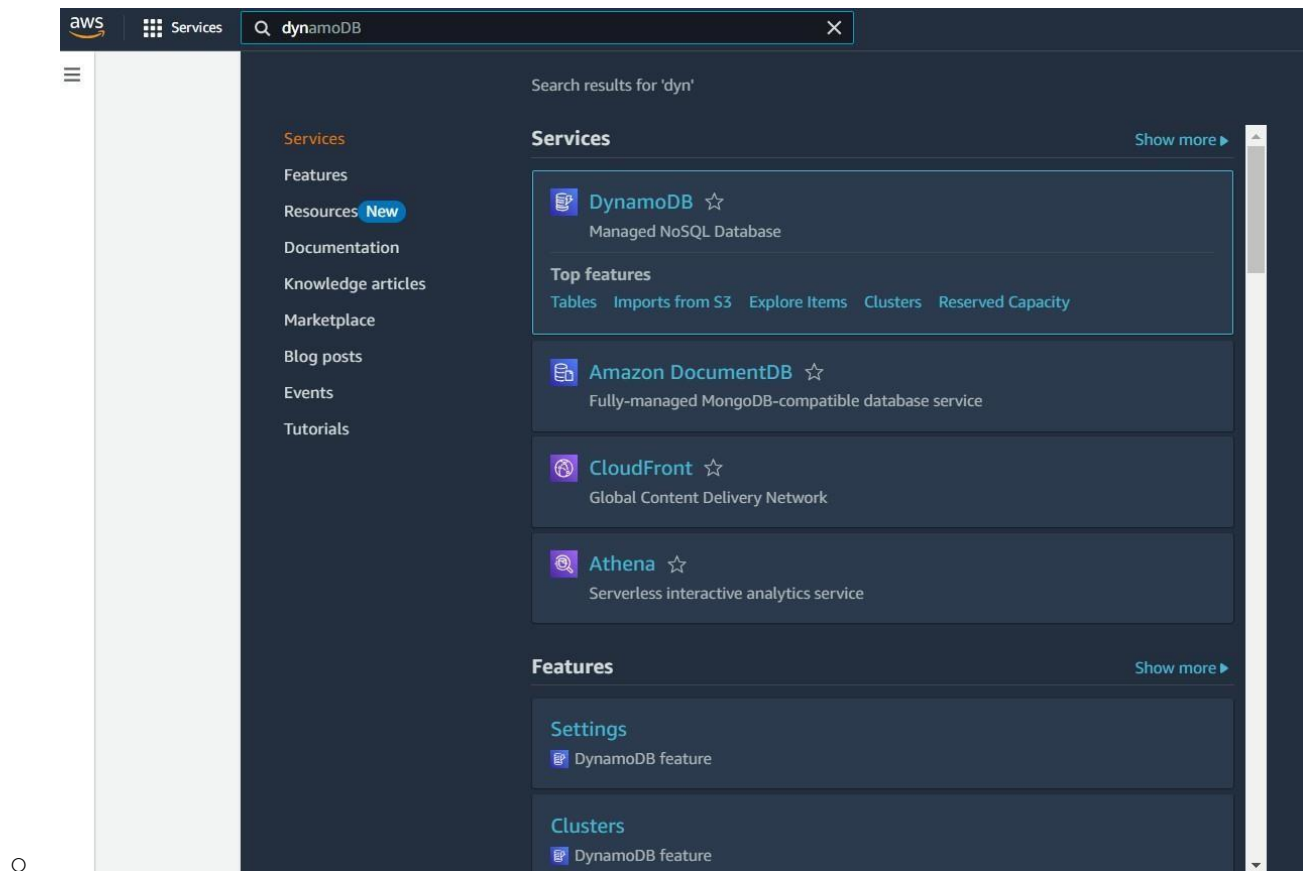 aws Services dynamoDB
Search results for 'dyn'
Services
Features
Resources New
Documentation
Knowledge articles
Marketplace
Blog posts
Events
Tutorials
Services Show more
DynamoDB
Managed NoSQL Database
Top features
Tables Imports from S3 Explore Items Clusters Reserved Capacity
Amazon DocumentDB
Fully-managed MongoDB-compatible database service
CloudFront
Global Content Delivery Network
Athena
Serverless interactive analytics service
Features Show more
Settings
DynamoDB feature
Clusters
DynamoDB feature